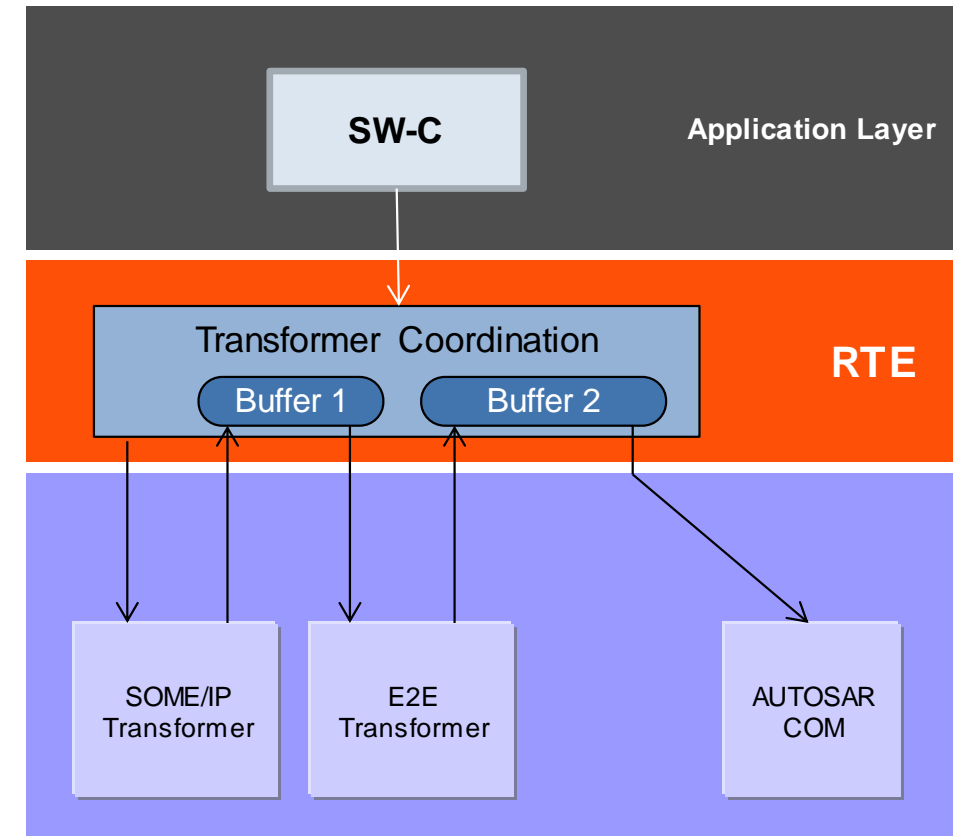 SW-C
Application Layer
Transformer Coordination
RTE
Buffer 1
Buffer 2
SOME/IP
Transformer
E2E
Transformer
AUTOSAR
COM